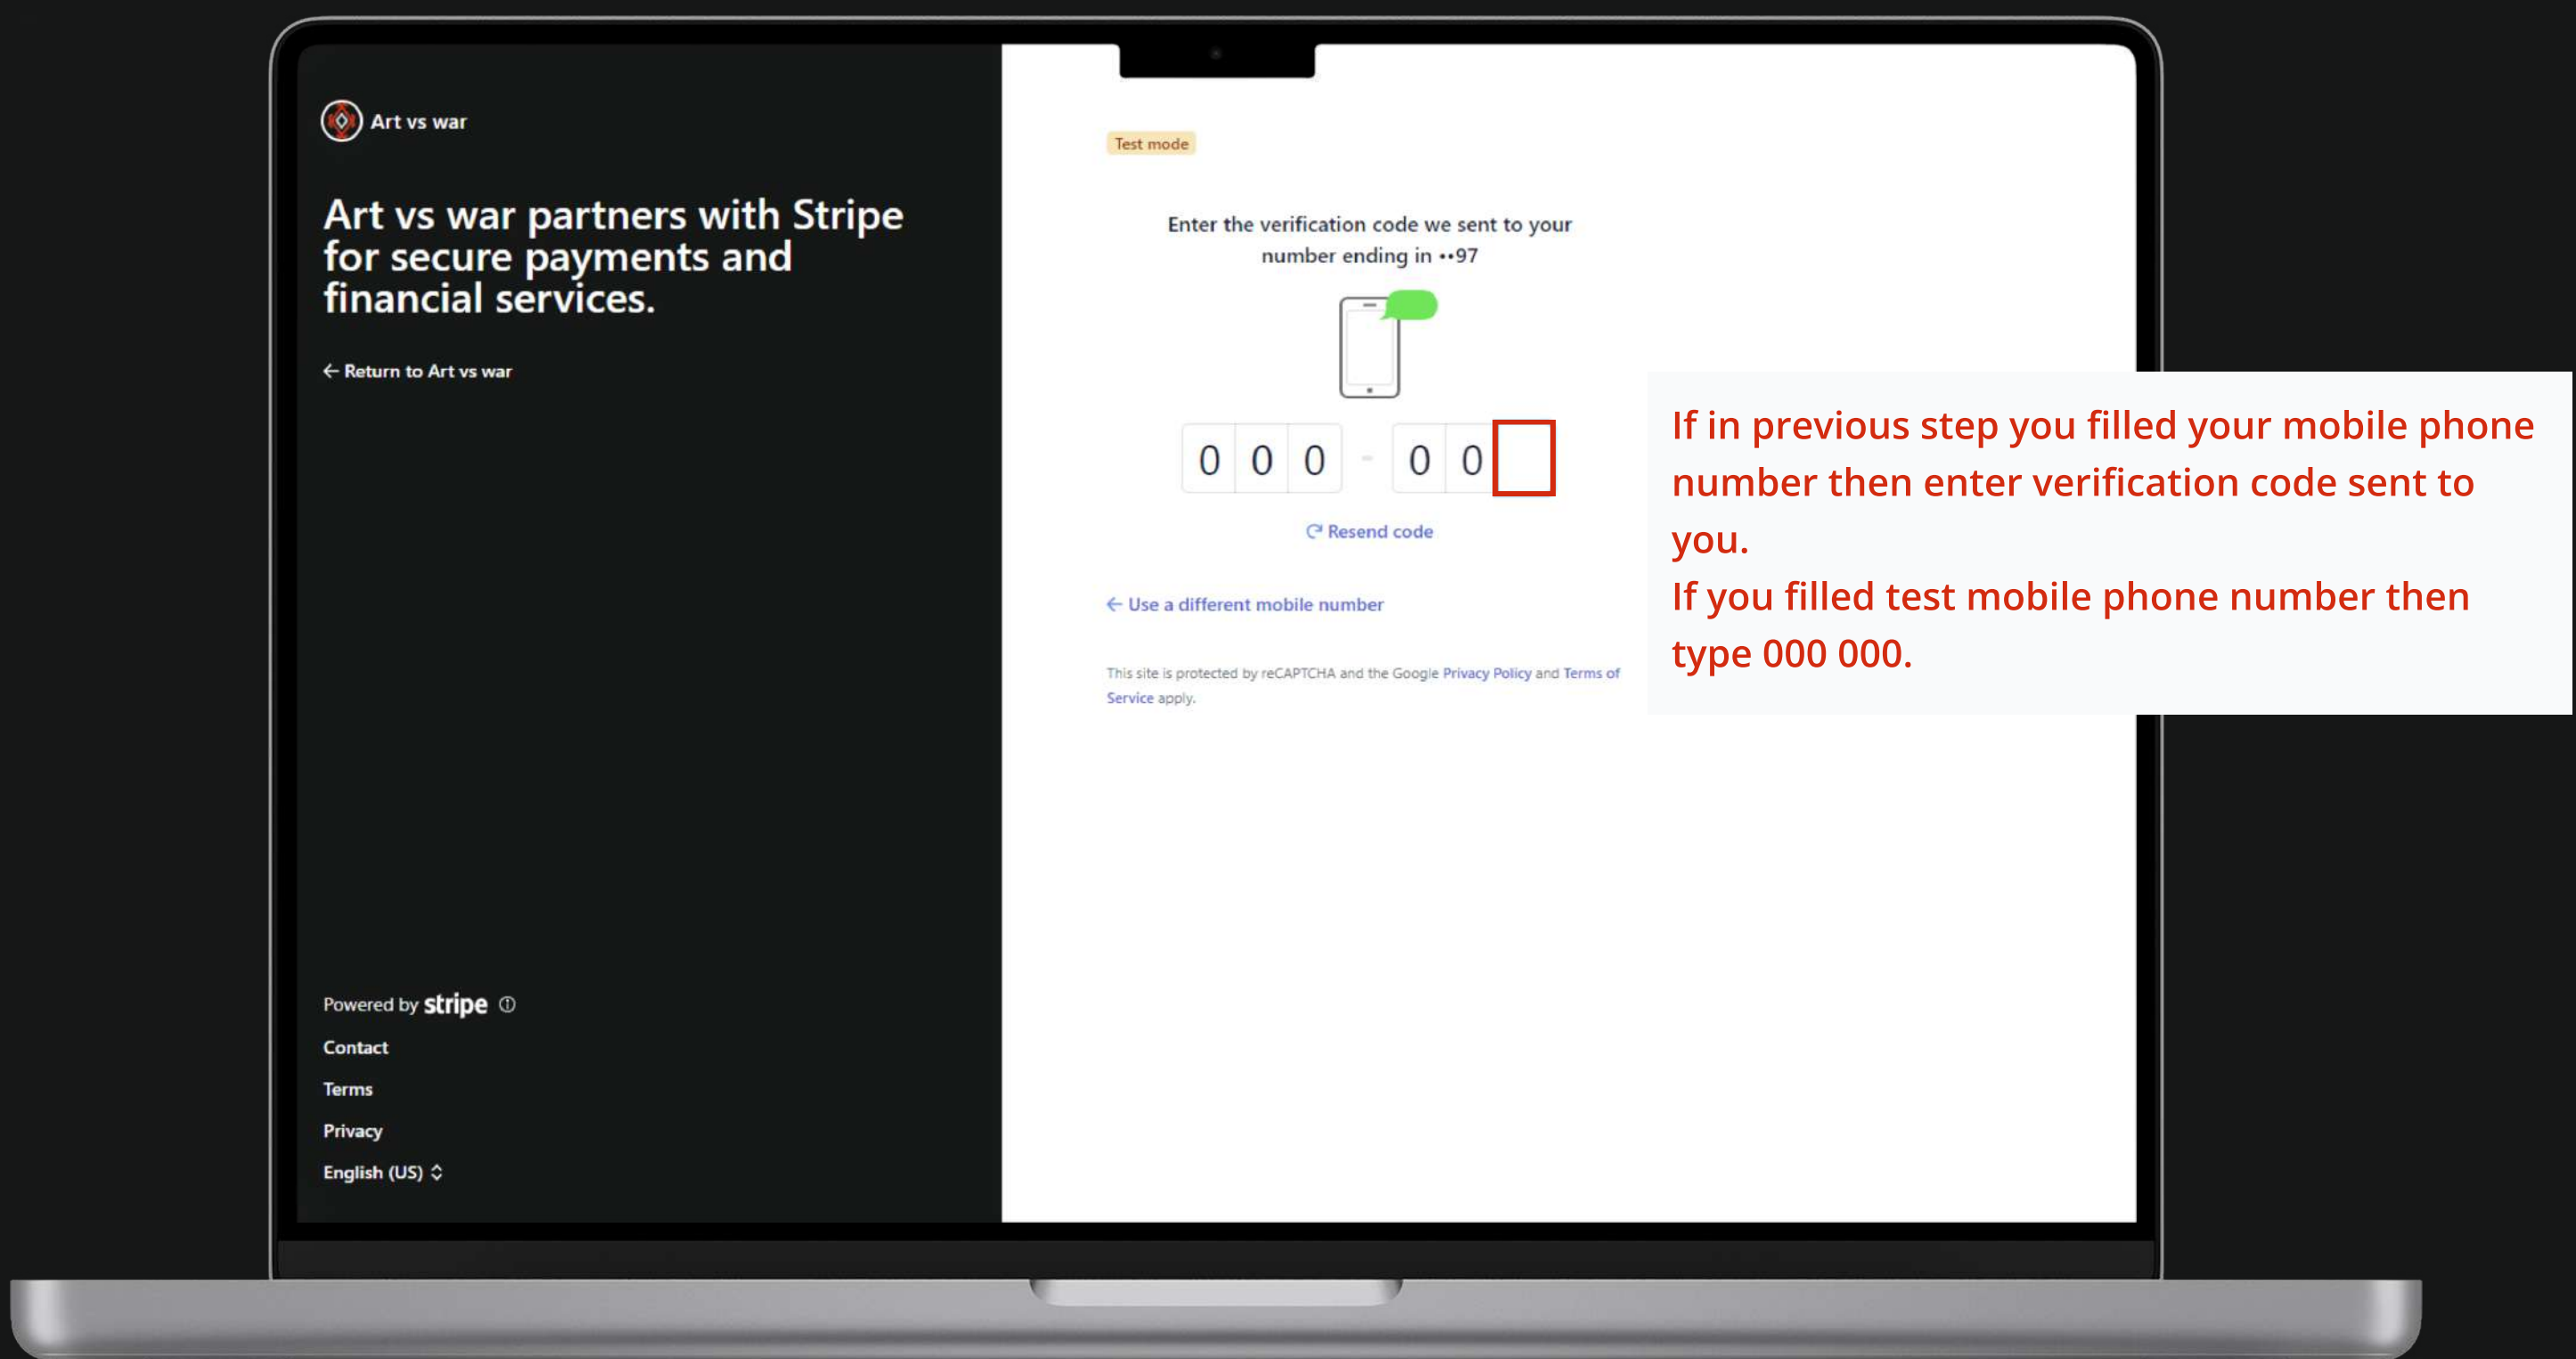 Art vs war
Art vs war partners with Stripe
for secure payments and
financial services.
← Return to Art vs war
Powered by stripe
Contact
Terms
Privacy
English (US)
Test mode
Enter the verification code we sent to your
number ending in ••97
0 0 0 - 0 0
Resend code
← Use a different mobile number
This site is protected by reCAPTCHA and the Google Privacy Policy and Terms of
Service apply.
If in previous step you filled your mobile phone
number then enter verification code sent to
you.
If you filled test mobile phone number then
type 000 000.